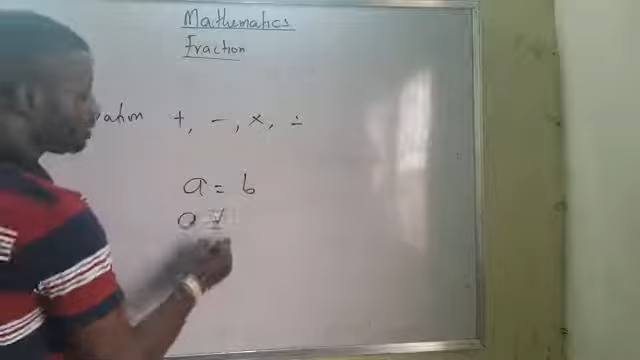 Mathematics
Fraction
+, -, ×, ÷
a = b